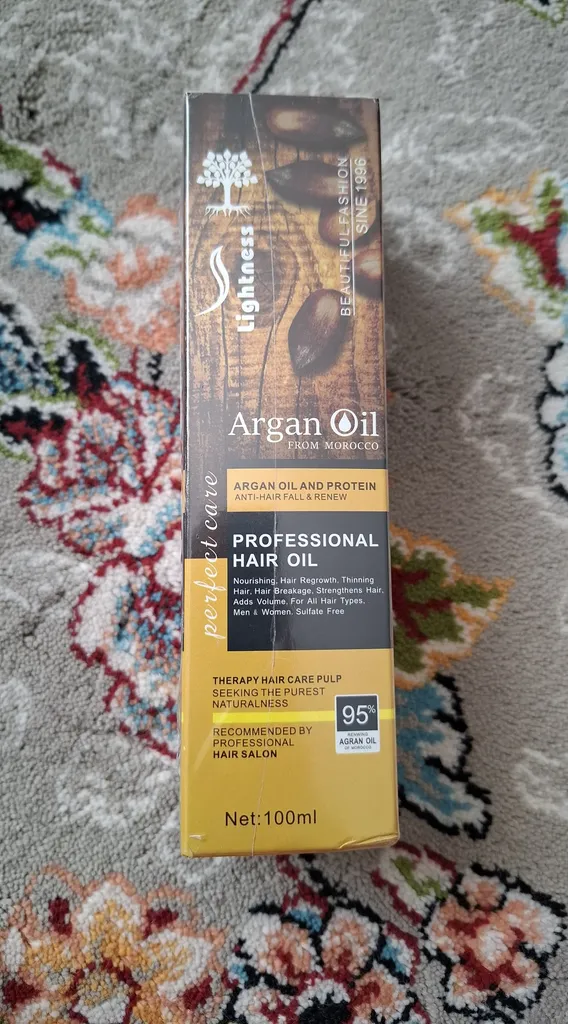 Lightness
BEAUTIFUL FASHION
SINE 1996
Argan Oil
FROM MOROCCO
perfect care
ARGAN OIL AND PROTEIN
ANTI-HAIR FALL & RENEW
PROFESSIONAL
HAIR OIL
Nourishing, Hair Regrowth, Thinning
Hair, Hair Breakage, Strengthens Hair,
Adds Volume, For All Hair Types,
Men & Women. Sulfate Free
THERAPY HAIR CARE PULP
SEEKING THE PUREST
NATURALNESS
RECOMMENDED BY
PROFESSIONAL
HAIR SALON
95%
AGRAN OIL
OF MOROCCO
Net:100ml